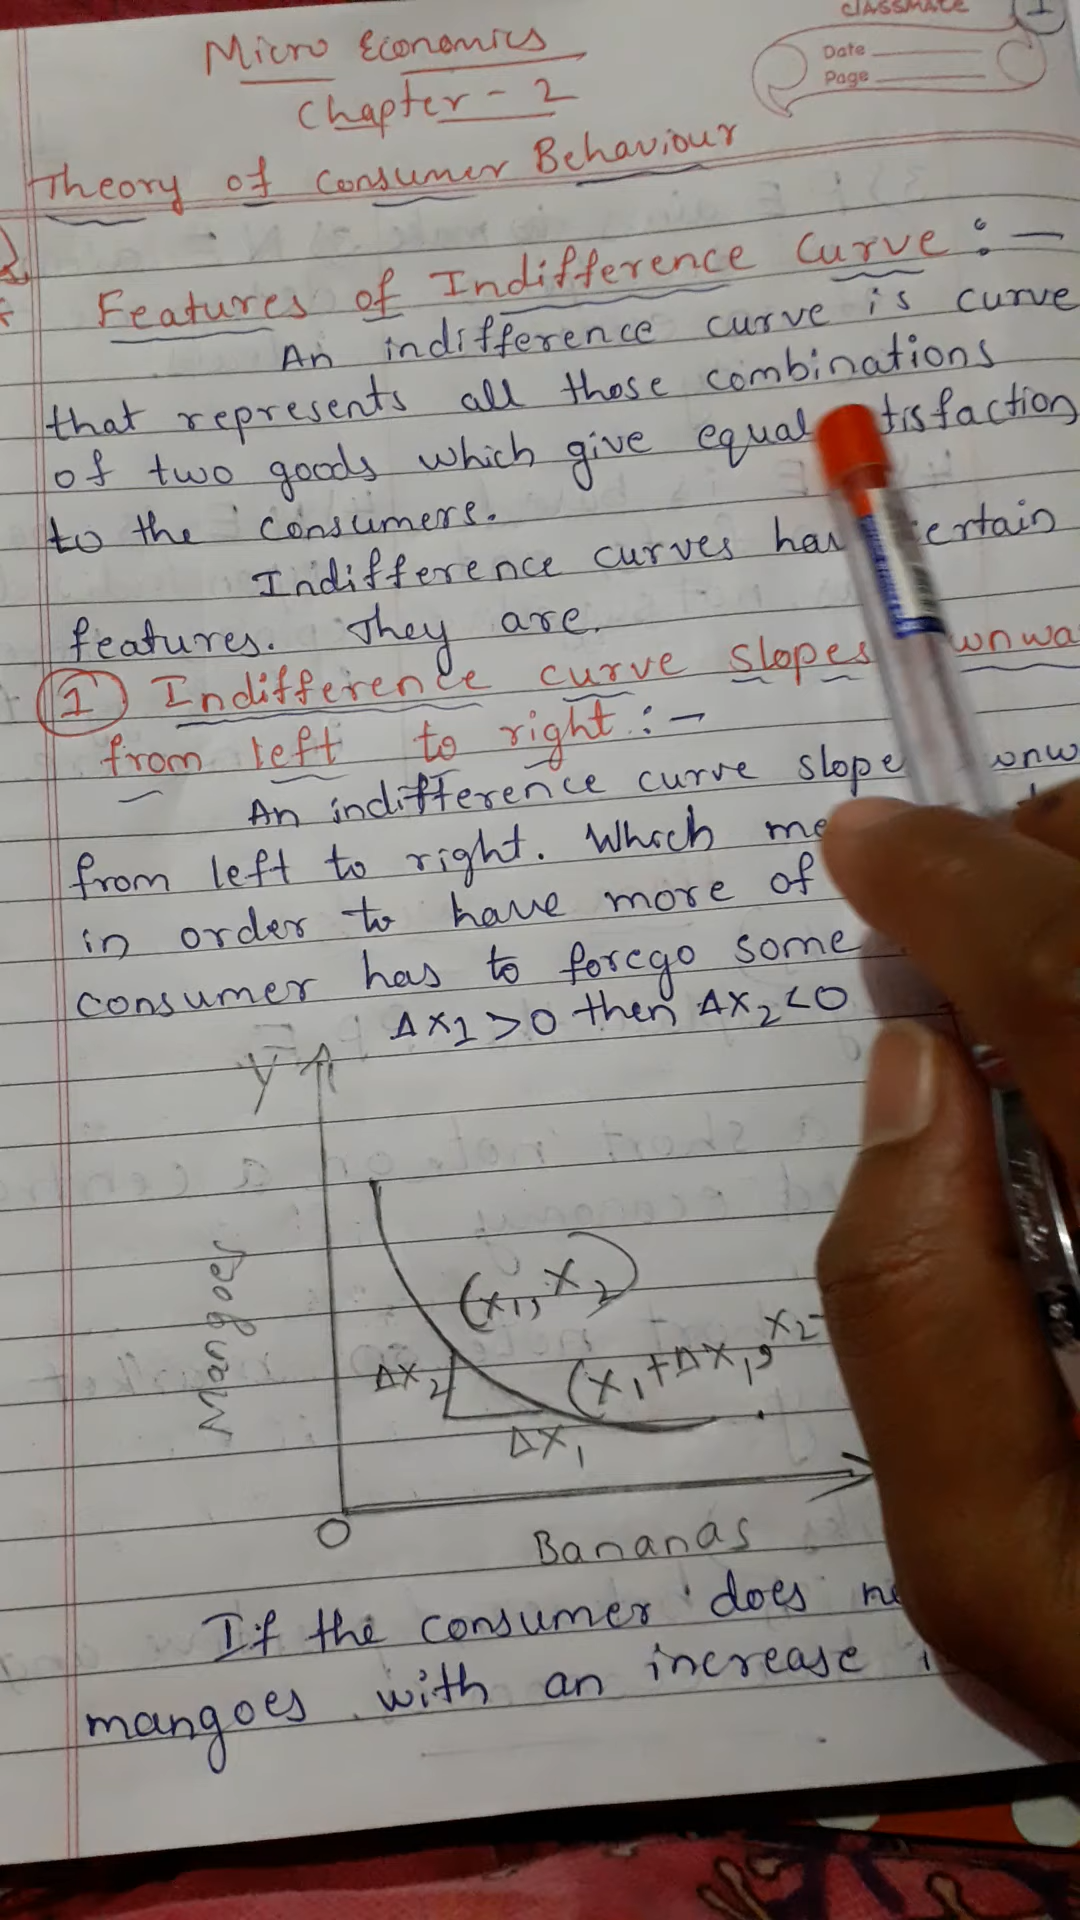 CLASSMATE
1
Date
Page
Micro Economics
Chapter - 2
Theory of Consumer Behaviour
Features of Indifference Curve :-
An indifference curve is curve
that represents all those combinations
of two goods which give equal
to the consumers.
Indifference curves
features. They are.
1 Indifference curve slopes
from left to right :-
An indifference curve
from left to right. Which
in order to have more of
consumer has to forego some
Δx1 >0 then Δx2 <0
Y
Mangoes
(x1, x2)
Δx2
(x1+Δx1, x2
Δx1
O
Bananas
If the consumer does
mangoes with an increase